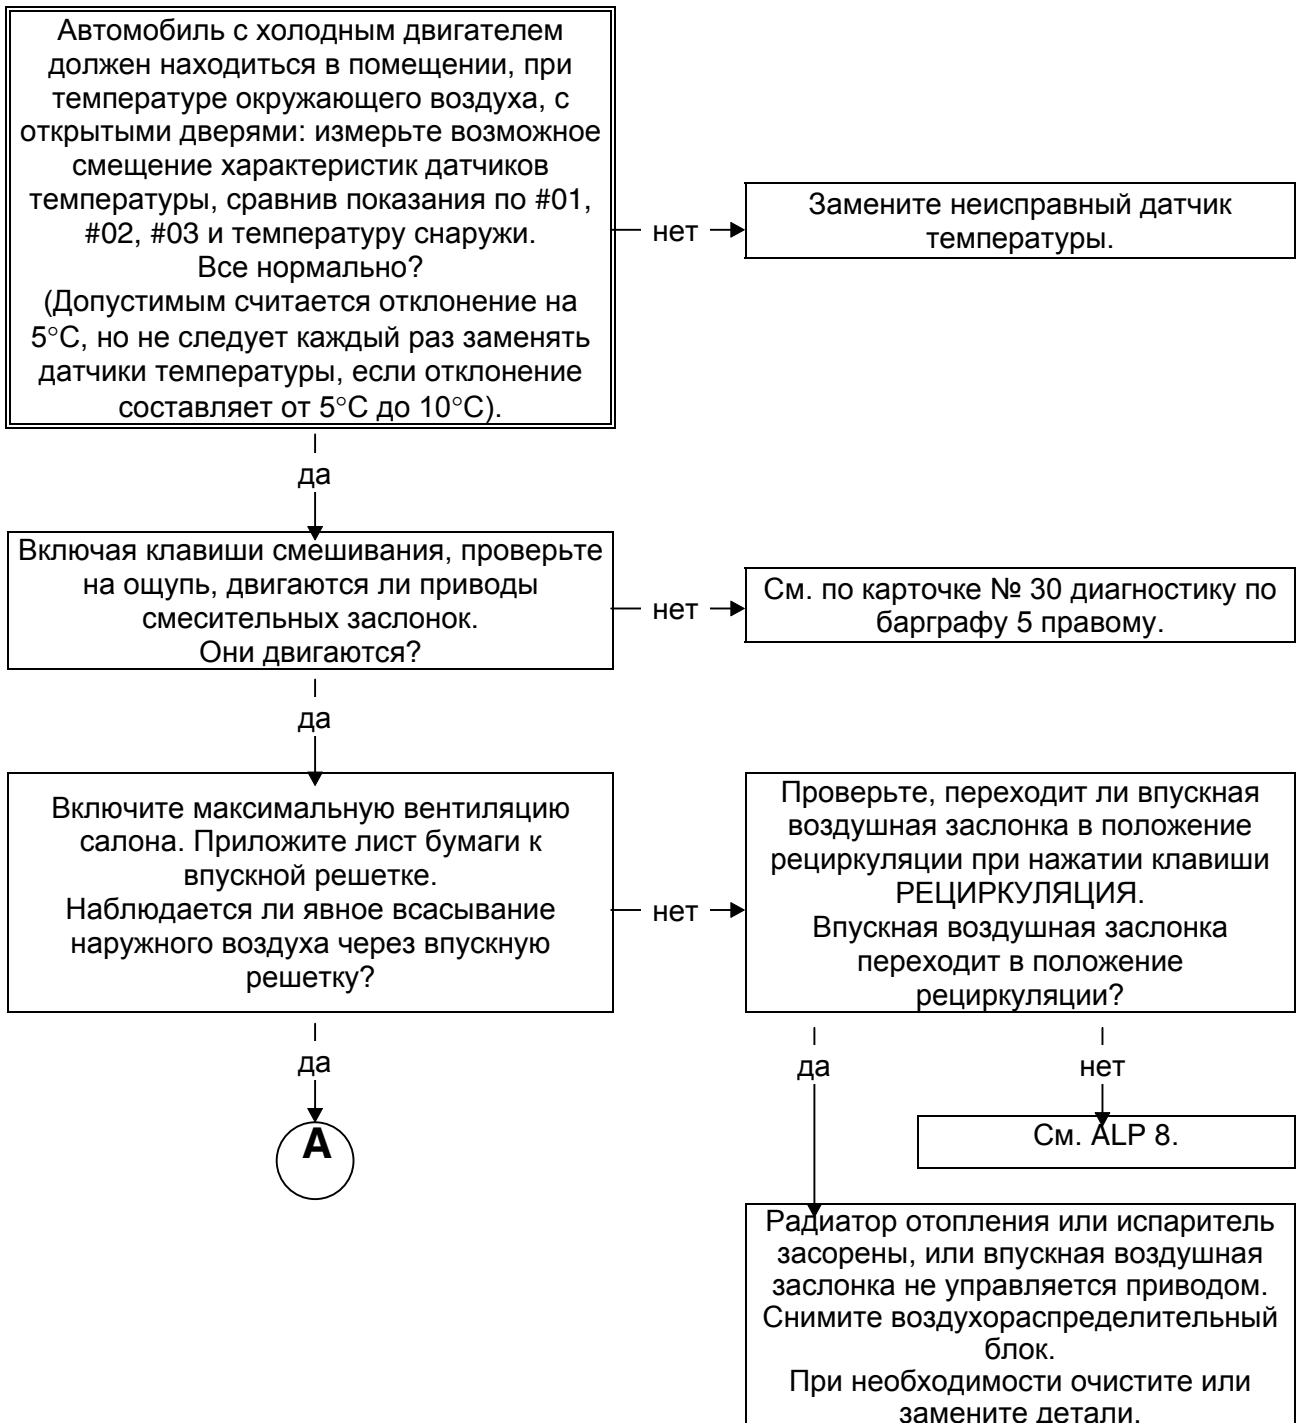 Автомобиль с холодным двигателем
должен находиться в помещении, при
температуре окружающего воздуха, с
открытыми дверями: измерьте возможное
смещение характеристик датчиков
температуры, сравнив показания по #01,
#02, #03 и температуру снаружи.
Все нормально?
(Допустимым считается отклонение на
5°C, но не следует каждый раз заменять
датчики температуры, если отклонение
составляет от 5°C до 10°C).
нет
Замените неисправный датчик
температуры.
да
Включая клавиши смешивания, проверьте
на ощупь, двигаются ли приводы
смесительных заслонок.
Они двигаются?
нет
См. по карточке № 30 диагностику по
барграфу 5 правому.
да
Включите максимальную вентиляцию
салона. Приложите лист бумаги к
впускной решетке.
Наблюдается ли явное всасывание
наружного воздуха через впускную
решетку?
нет
Проверьте, переходит ли впускная
воздушная заслонка в положение
рециркуляции при нажатии клавиши
РЕЦИРКУЛЯЦИЯ.
Впускная воздушная заслонка
переходит в положение
рециркуляции?
да
A
да
нет
См. ALP 8.
Радиатор отопления или испаритель
засорены, или впускная воздушная
заслонка не управляется приводом.
Снимите воздухораспределительный
блок.
При необходимости очистите или
замените детали.